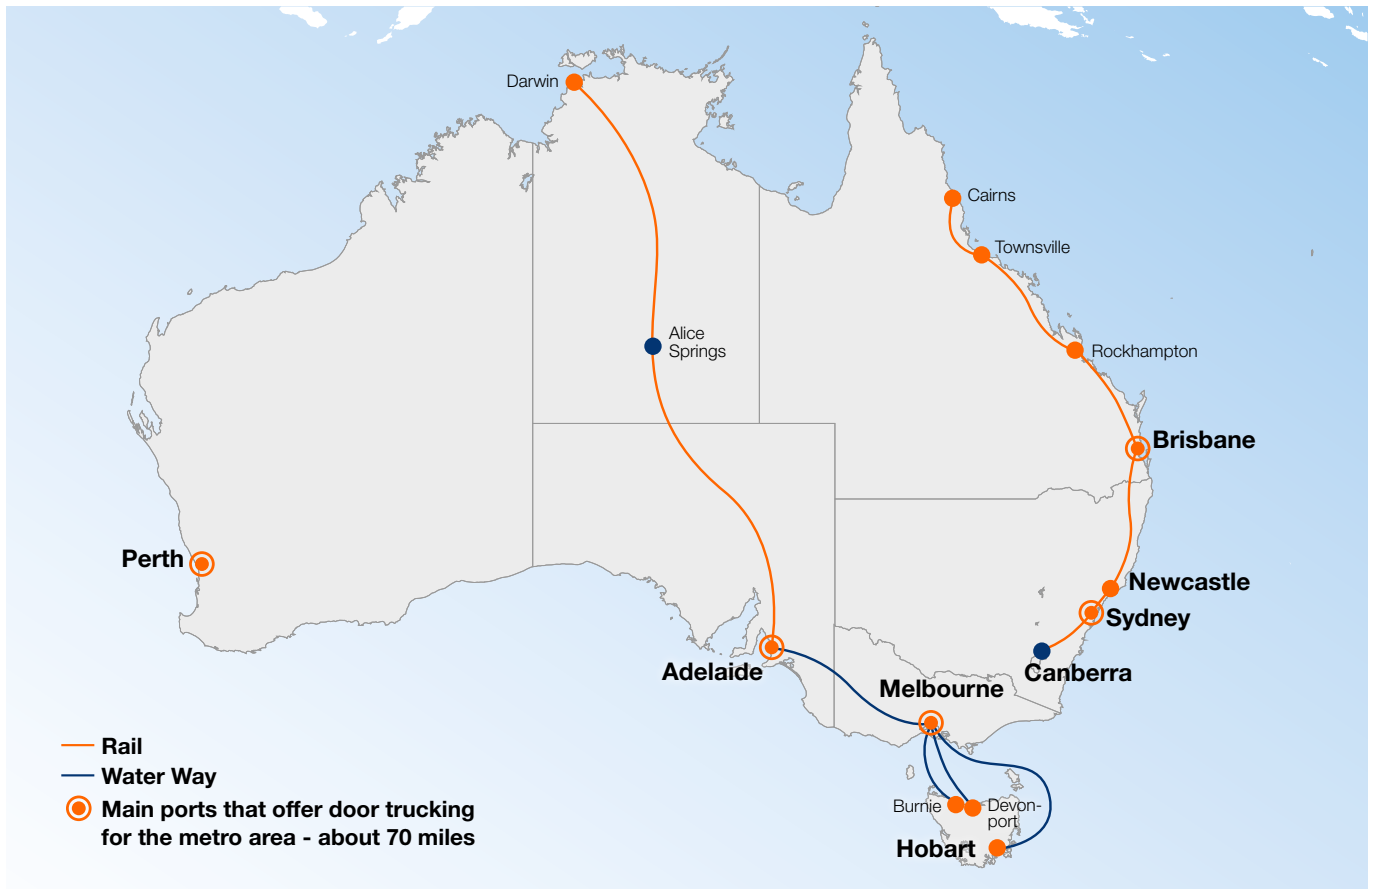 Darwin
Cairns
Townsville
Alice
Springs
Rockhampton
Brisbane
Perth
Newcastle
Sydney
Adelaide
Canberra
Melbourne
Burnie
Devon-
port
Hobart
Rail
Water Way
Main ports that offer door trucking
for the metro area - about 70 miles